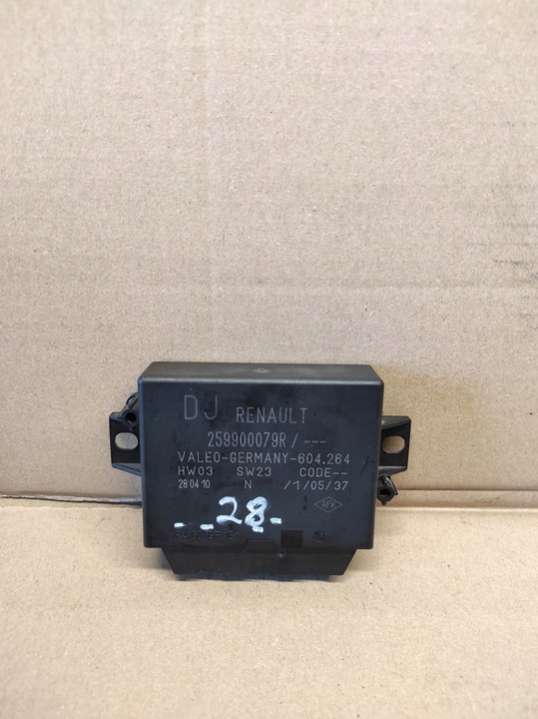 DJ RENAULT
259900079R / ---
VALEO-GERMANY-604.264
HW03 SW23 CODE--
28 04 10 N /1/05/37
- -28-